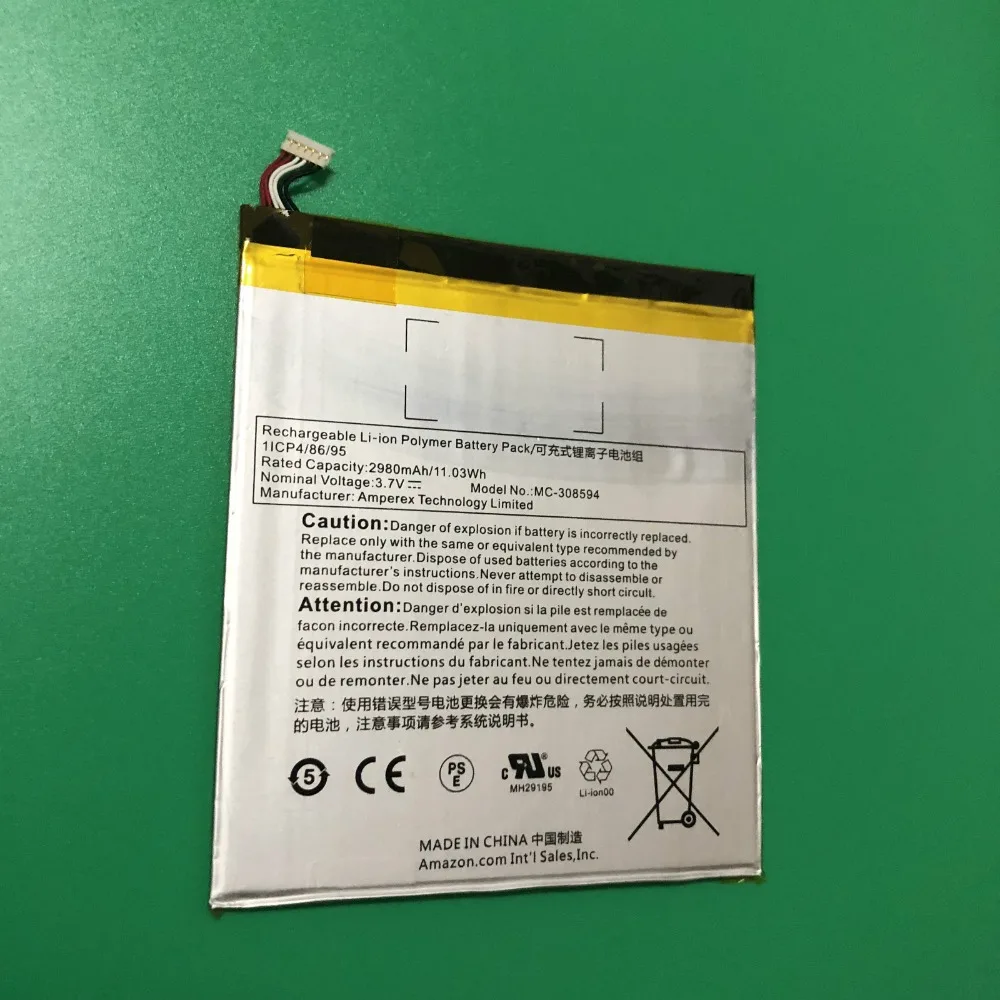 Rechargeable Li-ion Polymer Battery Pack/可充式锂离子电池组
1ICP4/86/95
Rated Capacity:2980mAh/11.03Wh
Nominal Voltage:3.7V Model No.:MC-308594
Manufacturer: Amperex Technology Limited
Caution:Danger of explosion if battery is incorrectly replaced.
Replace only with the same or equivalent type recommended by
the manufacturer.Dispose of used batteries according to the
manufacturer's instructions.Never attempt to disassemble or
reassemble.Do not dispose of in fire or directly short circuit.
Attention:Danger d'explosion si la pile est remplacée de
facon incorrecte.Remplacez-la uniquement avec le même type ou
équivalent recommandé par le fabricant.Jetez les piles usagées
selon les instructions du fabricant.Ne tentez jamais de démonter
ou de remonter.Ne pas jeter au feu ou directement court-circuit.
注意：使用错误型号电池更换会有爆炸危险，务必按照说明处置用完
的电池，注意事项请参考系统说明书。
5 CE PS E c RU us ®
MH29195
Li-ion00
MADE IN CHINA 中国制造
Amazon.com Int'l Sales,Inc.